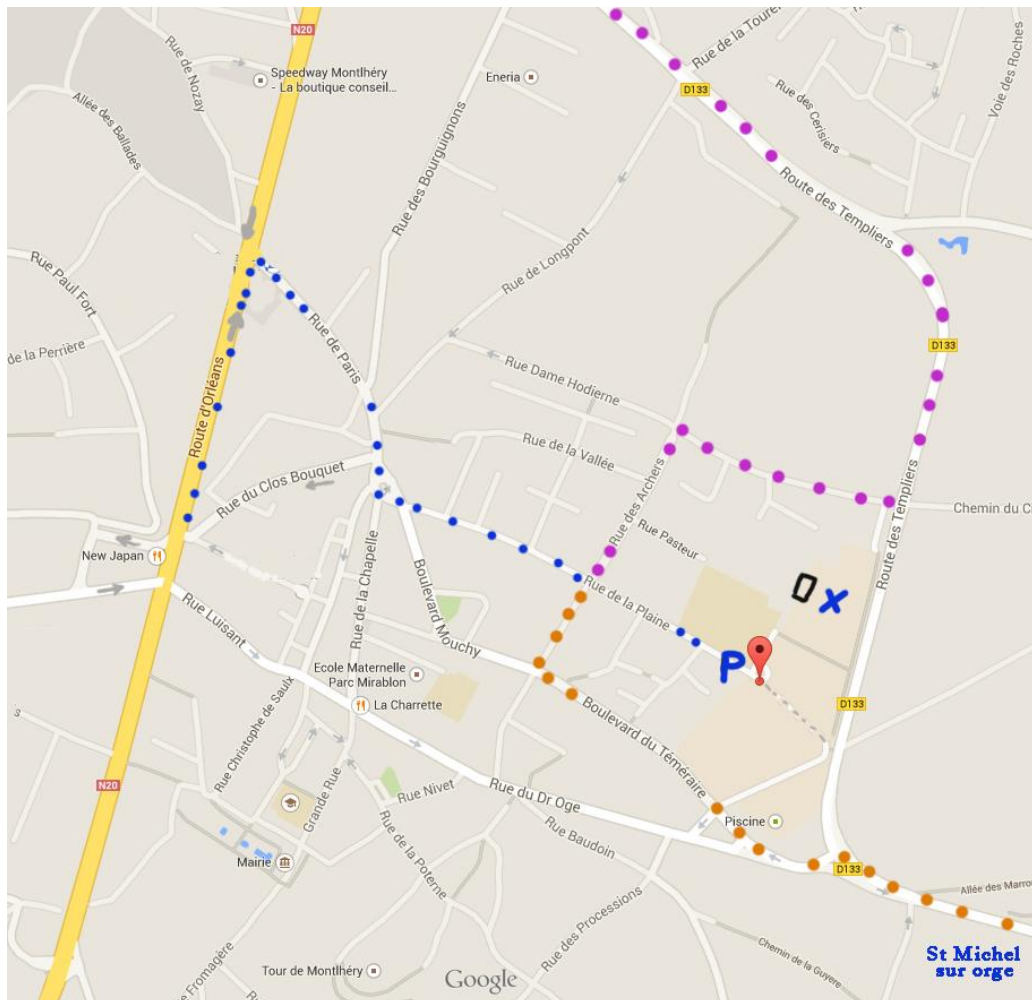 N20
Rue de Nozay
Speedway Montlhéry
- La boutique conseil...
Eneria
Rue de la Toure
D133
Voie des Roches
Allée des Ballades
Rue des Cerisiers
Rue des Bourguignons
Route des Templiers
Rue Paul Fort
Rue de Longpont
de la Perrière
Rue de Paris
D133
Route d'Orléans
Rue Dame Hodierne
Rue de la Vallée
Rue du Clos Bouquet
Rue des Archers
Chemin du C
Route des Templiers
Rue Pasteur
New Japan
Rue de la Chapelle
Boulevard Mouchy
Rue de la Plaine
X
P
Rue Luisant
Ecole Maternelle
Parc Mirablon
La Charrette
Rue Christophe de Saulx
Boulevard du Téméraire
D133
s
N20
Rue Nivet
Rue du Dr Oge
Grande Rue
Piscine
Rue Baudoin
Mairie
Rue de la Poterne
D133
Allée des Marro
Rue des Processions
Chemin de la Guyere
ue Fromagère
Tour de Montlhéry
Google
St Michel
sur orge